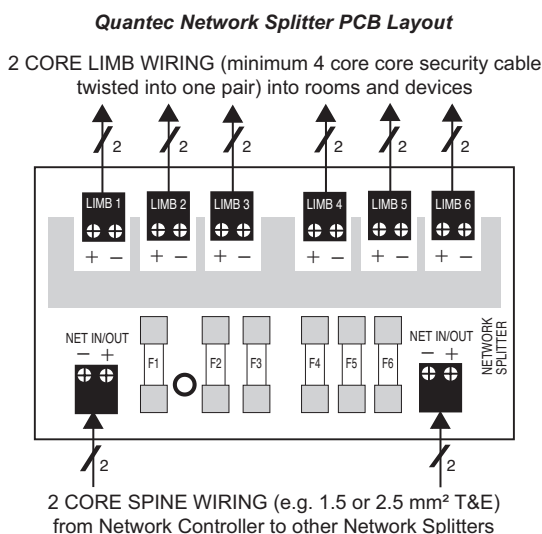 Quantec Network Splitter PCB Layout
2 CORE LIMB WIRING (minimum 4 core core security cable
twisted into one pair) into rooms and devices
2 2 2 2 2 2
LIMB 1 LIMB 2 LIMB 3 LIMB 4 LIMB 5 LIMB 6
+ − + − + − + − + − + −
NET IN/OUT
− +
F1 F2 F3 F4 F5 F6
NET IN/OUT
− +
NETWORK
SPLITTER
2 2
2 CORE SPINE WIRING (e.g. 1.5 or 2.5 mm² T&E)
from Network Controller to other Network Splitters